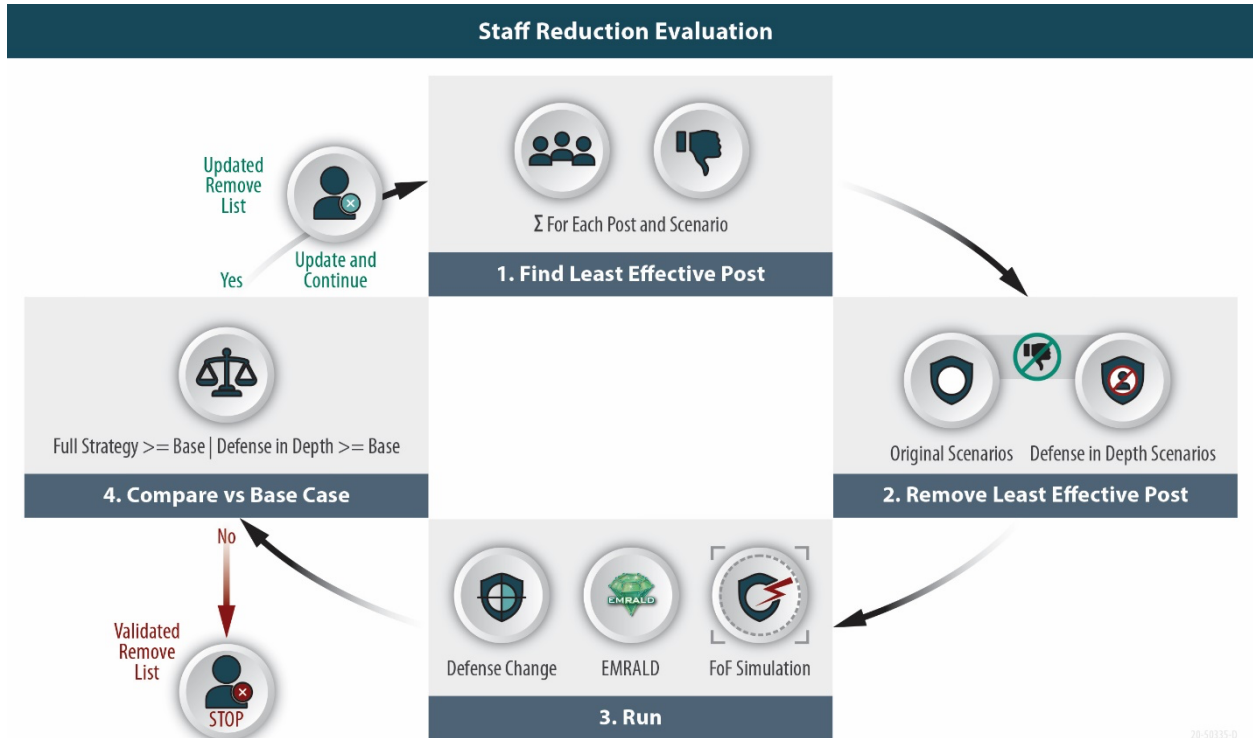 Staff Reduction Evaluation
Updated
Remove
List
Yes
Update and
Continue
Σ For Each Post and Scenario
1. Find Least Effective Post
Original Scenarios
Defense in Depth Scenarios
2. Remove Least Effective Post
Defense Change
EMRALD
EMRALD
FoF Simulation
3. Run
Full Strategy >= Base | Defense in Depth >= Base
4. Compare vs Base Case
No
Validated
Remove
List
STOP
20-50335-D